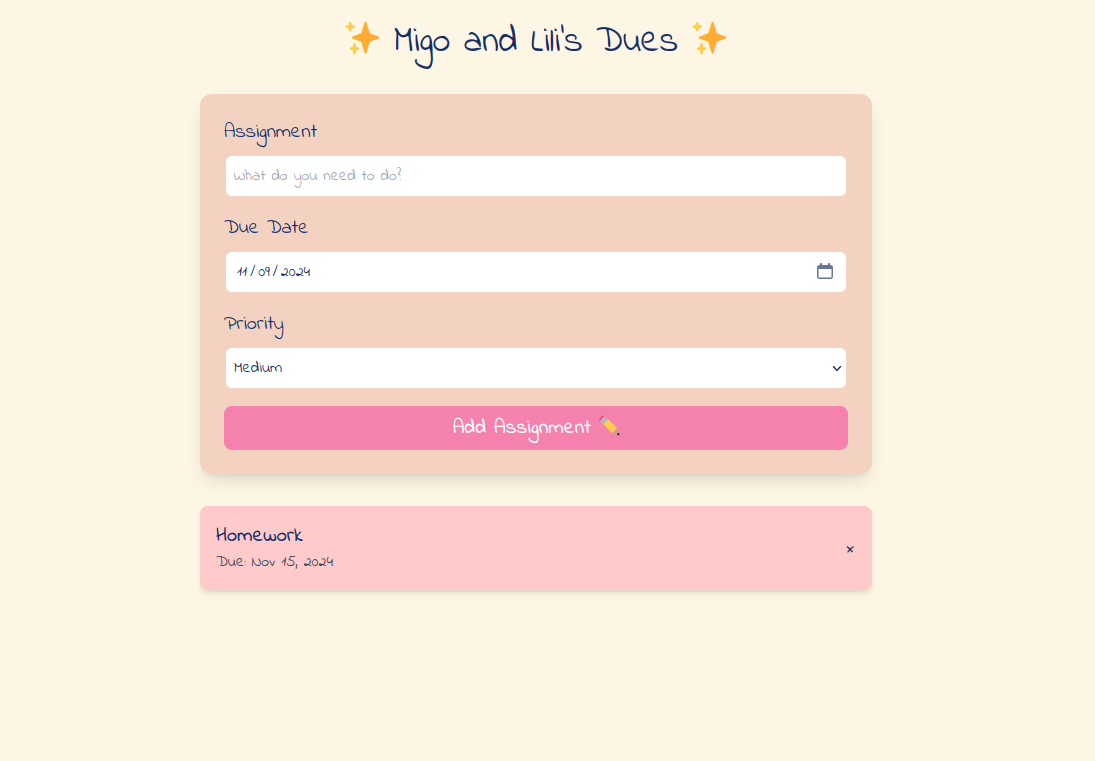 ✨ Migo and Lili's Dues ✨
Assignment
What do you need to do?
Due Date
11/09/2024
Priority
Medium
Add Assignment ✏️
Homework
×
Due: Nov 15, 2024